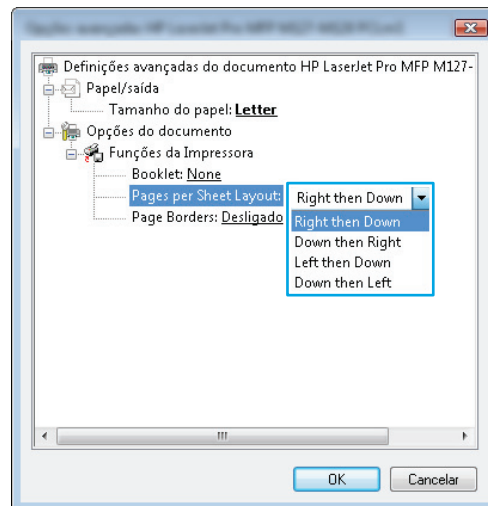 Definições avançadas do documento HP LaserJet Pro MFP M127-
Papel/saída
Tamanho do papel: Letter
Opções do documento
Funções da Impressora
Booklet: None
Pages per Sheet Layout: Right then Down
Page Borders: Desligado Right then Down
Down then Right
Left then Down
Down then Left
OK Cancelar